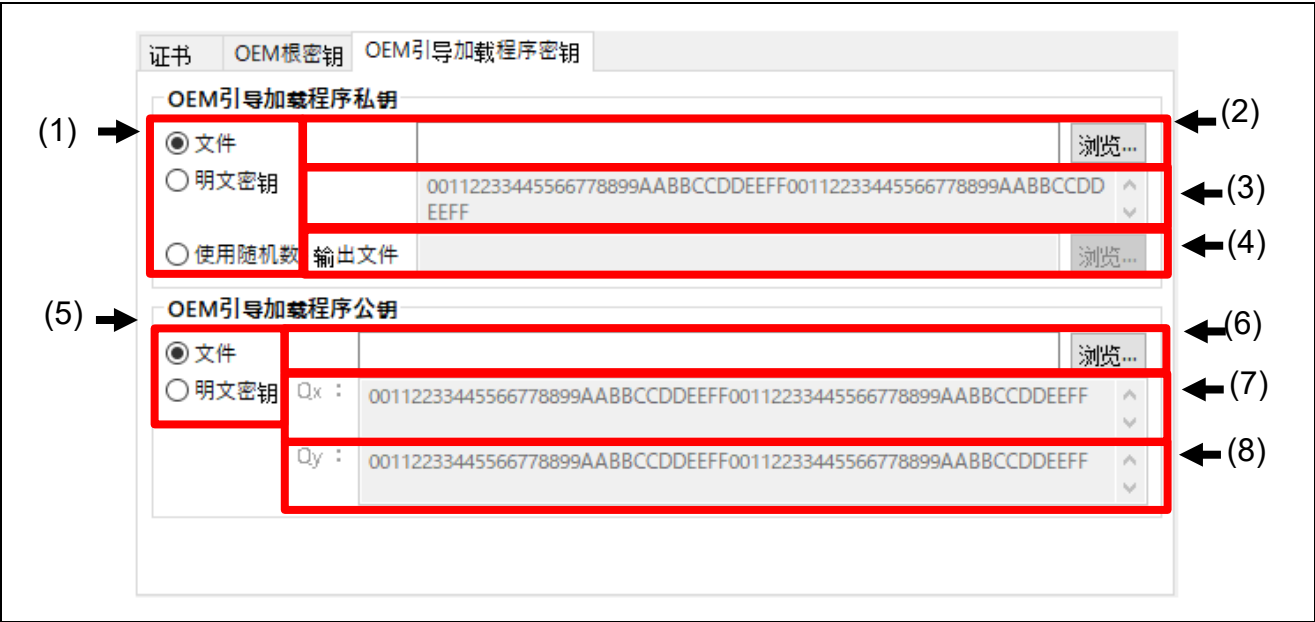 证书 OEM根密钥 OEM引导加载程序密钥
OEM引导加载程序私钥
(1) 文件 浏览... (2)
明文密钥 00112233445566778899AABBCCDDEEFF00112233445566778899AABBCCDD (3)
EEFF
使用随机数 输出文件 浏览... (4)
OEM引导加载程序公钥
(5) 文件 浏览... (6)
明文密钥 Qx： 00112233445566778899AABBCCDDEEFF00112233445566778899AABBCCDDEEFF (7)
Qy： 00112233445566778899AABBCCDDEEFF00112233445566778899AABBCCDDEEFF (8)